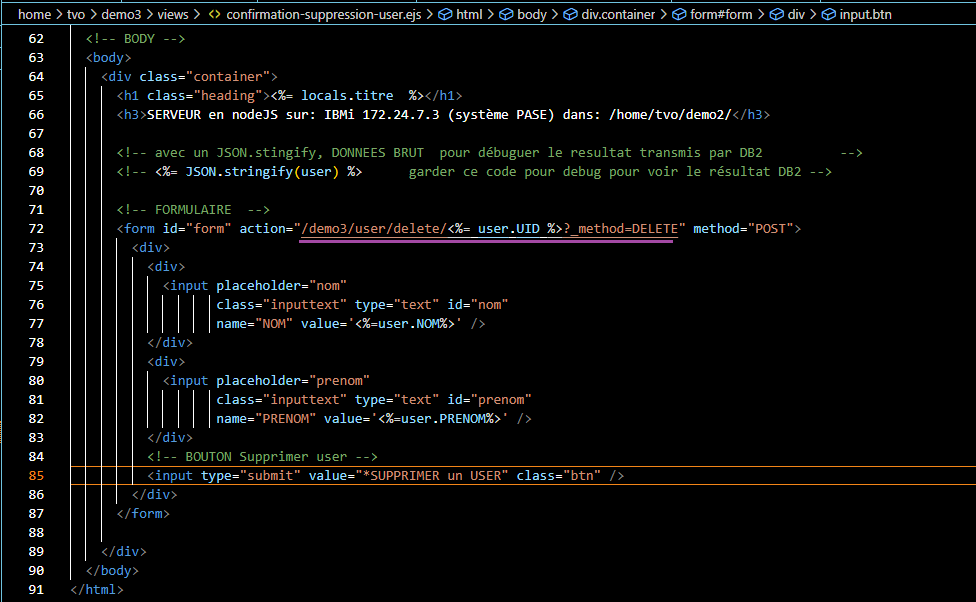 home > tvo > demo3 > views > <> confirmation-suppression-user.ejs > html > body > div.container > form#form > div > input.btn
62 <!-- BODY -->
63 <body>
64 <div class="container">
65 <h1 class="heading"><%= locals.titre  %></h1>
66 <h3>SERVEUR en nodeJS sur: IBMi 172.24.7.3 (système PASE) dans: /home/tvo/demo2/</h3>
67
68 <!-- avec un JSON.stingify, DONNEES BRUT  pour débuguer le resultat transmis par DB2          -->
69 <!-- <%= JSON.stringify(user) %>      garder ce code pour debug pour voir le résultat DB2 -->
70
71 <!-- FORMULAIRE  -->
72 <form id="form" action="/demo3/user/delete/<%= user.UID %>?_method=DELETE" method="POST">
73 <div>
74 <div>
75 <input placeholder="nom"
76 class="inputtext" type="text" id="nom"
77 name="NOM" value='<%=user.NOM%>' />
78 </div>
79 <div>
80 <input placeholder="prenom"
81 class="inputtext" type="text" id="prenom"
82 name="PRENOM" value='<%=user.PRENOM%>' />
83 </div>
84 <!-- BOUTON Supprimer user -->
85 <input type="submit" value="*SUPPRIMER un USER" class="btn" />
86 </div>
87 </form>
88
89 </div>
90 </body>
91 </html>